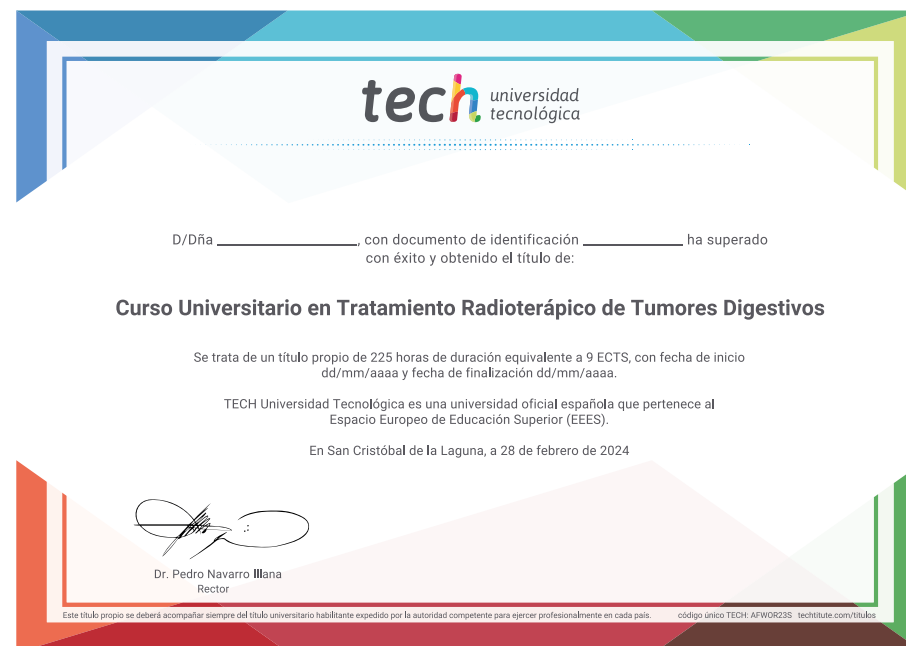 tech universidad
tecnológica
D/Dña ____________________, con documento de identificación ______________ ha superado
con éxito y obtenido el título de:
Curso Universitario en Tratamiento Radioterápico de Tumores Digestivos
Se trata de un título propio de 225 horas de duración equivalente a 9 ECTS, con fecha de inicio
dd/mm/aaaa y fecha de finalización dd/mm/aaaa.
TECH Universidad Tecnológica es una universidad oficial española que pertenece al
Espacio Europeo de Educación Superior (EEES).
En San Cristóbal de la Laguna, a 28 de febrero de 2024
Dr. Pedro Navarro Illana
Rector
Este título propio se deberá acompañar siempre del título universitario habilitante expedido por la autoridad competente para ejercer profesionalmente en cada país. código único TECH: AFWOR23S techtitute.com/titulos